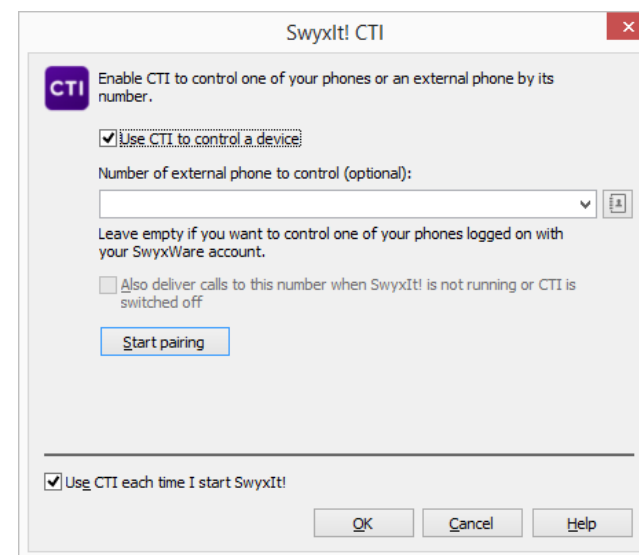 SwyxIt! CTI
CTI
Enable CTI to control one of your phones or an external phone by its
number.
Use CTI to control a device
Number of external phone to control (optional):
Leave empty if you want to control one of your phones logged on with
your SwyxWare account.
Also deliver calls to this number when SwyxIt! is not running or CTI is
switched off
Start pairing
Use CTI each time I start SwyxIt!
OK
Cancel
Help